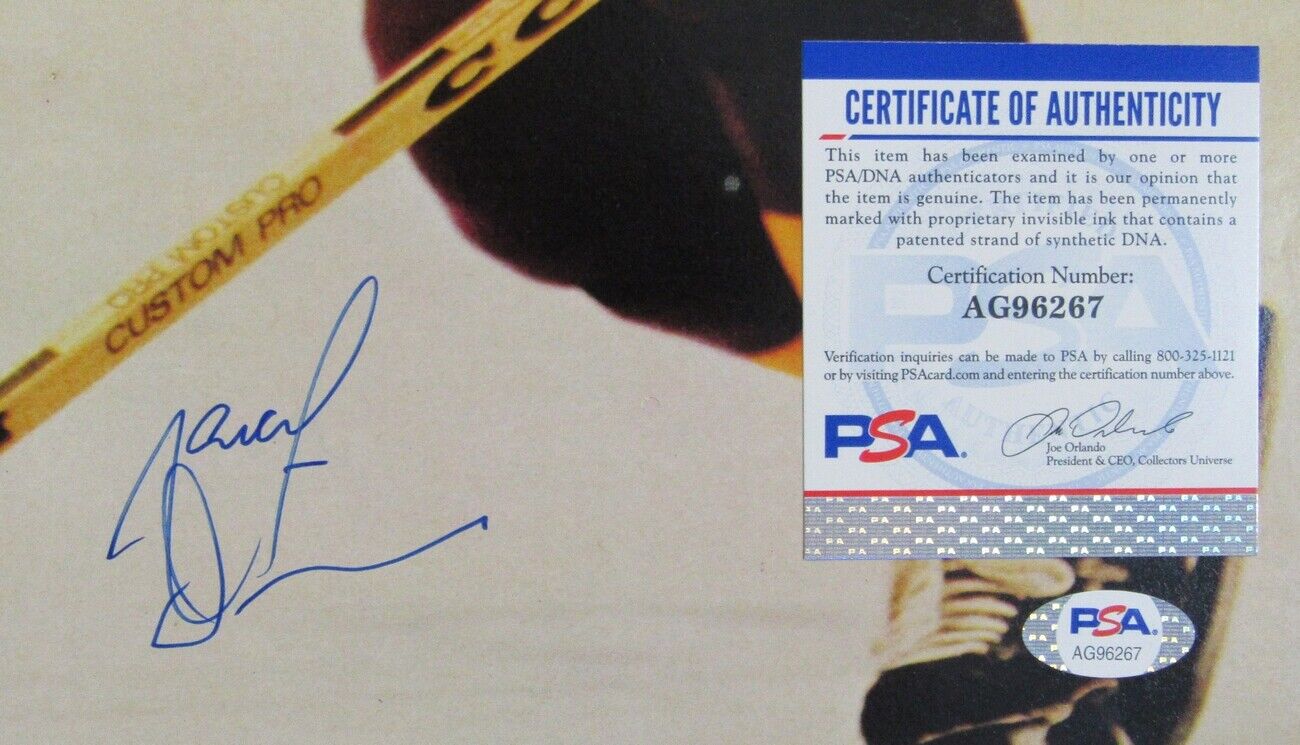 CC
CUSTOM PRO
CUSTOM PRO
CERTIFICATE OF AUTHENTICITY
This item has been examined by one or more
PSA/DNA authenticators and it is our opinion that
the item is genuine. The item has been permanently
marked with proprietary invisible ink that contains a
patented strand of synthetic DNA.
Certification Number:
AG96267
Verification inquiries can be made to PSA by calling 800-325-1121
or by visiting PSAcard.com and entering the certification number above.
PSA
Joe Orlando
President & CEO, Collectors Universe
PSA
AG96267